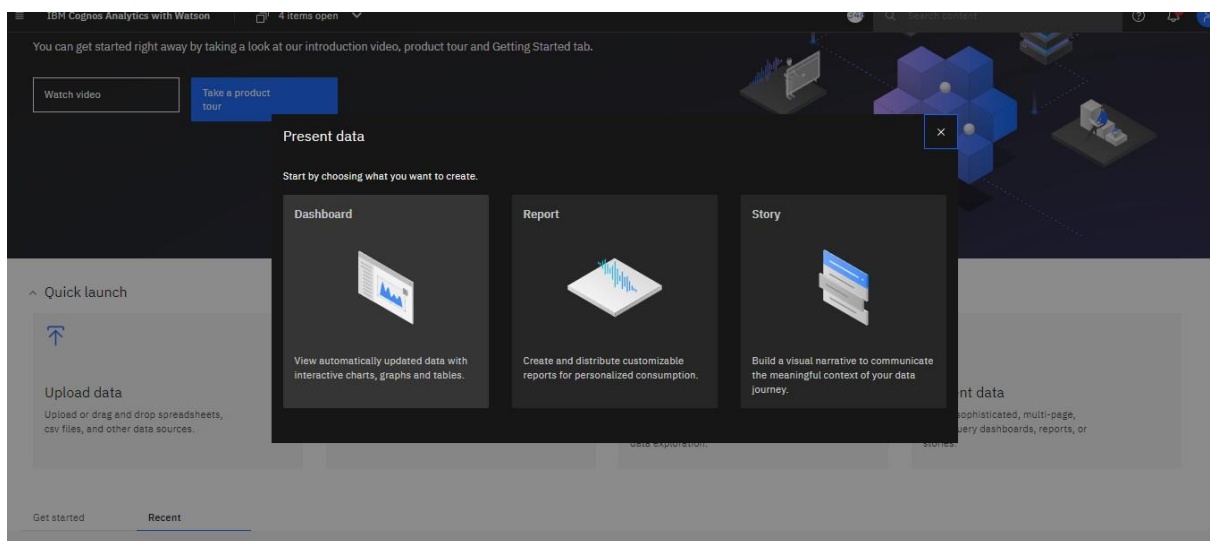 IBM Cognos Analytics with Watson
4 items open
Search content
You can get started right away by taking a look at our introduction video, product tour and Getting Started tab.
Watch video
Take a product
tour
Present data
Start by choosing what you want to create.
Dashboard
View automatically updated data with
interactive charts, graphs and tables.
Report
Create and distribute customizable
reports for personalized consumption.
Story
Build a visual narrative to communicate
the meaningful context of your data
journey.
Quick launch
Upload data
Upload or drag and drop spreadsheets,
csv files, and other data sources.
data exploration.
nt data
sophisticated, multi-page,
uery dashboards, reports, or
stories.
Get started
Recent